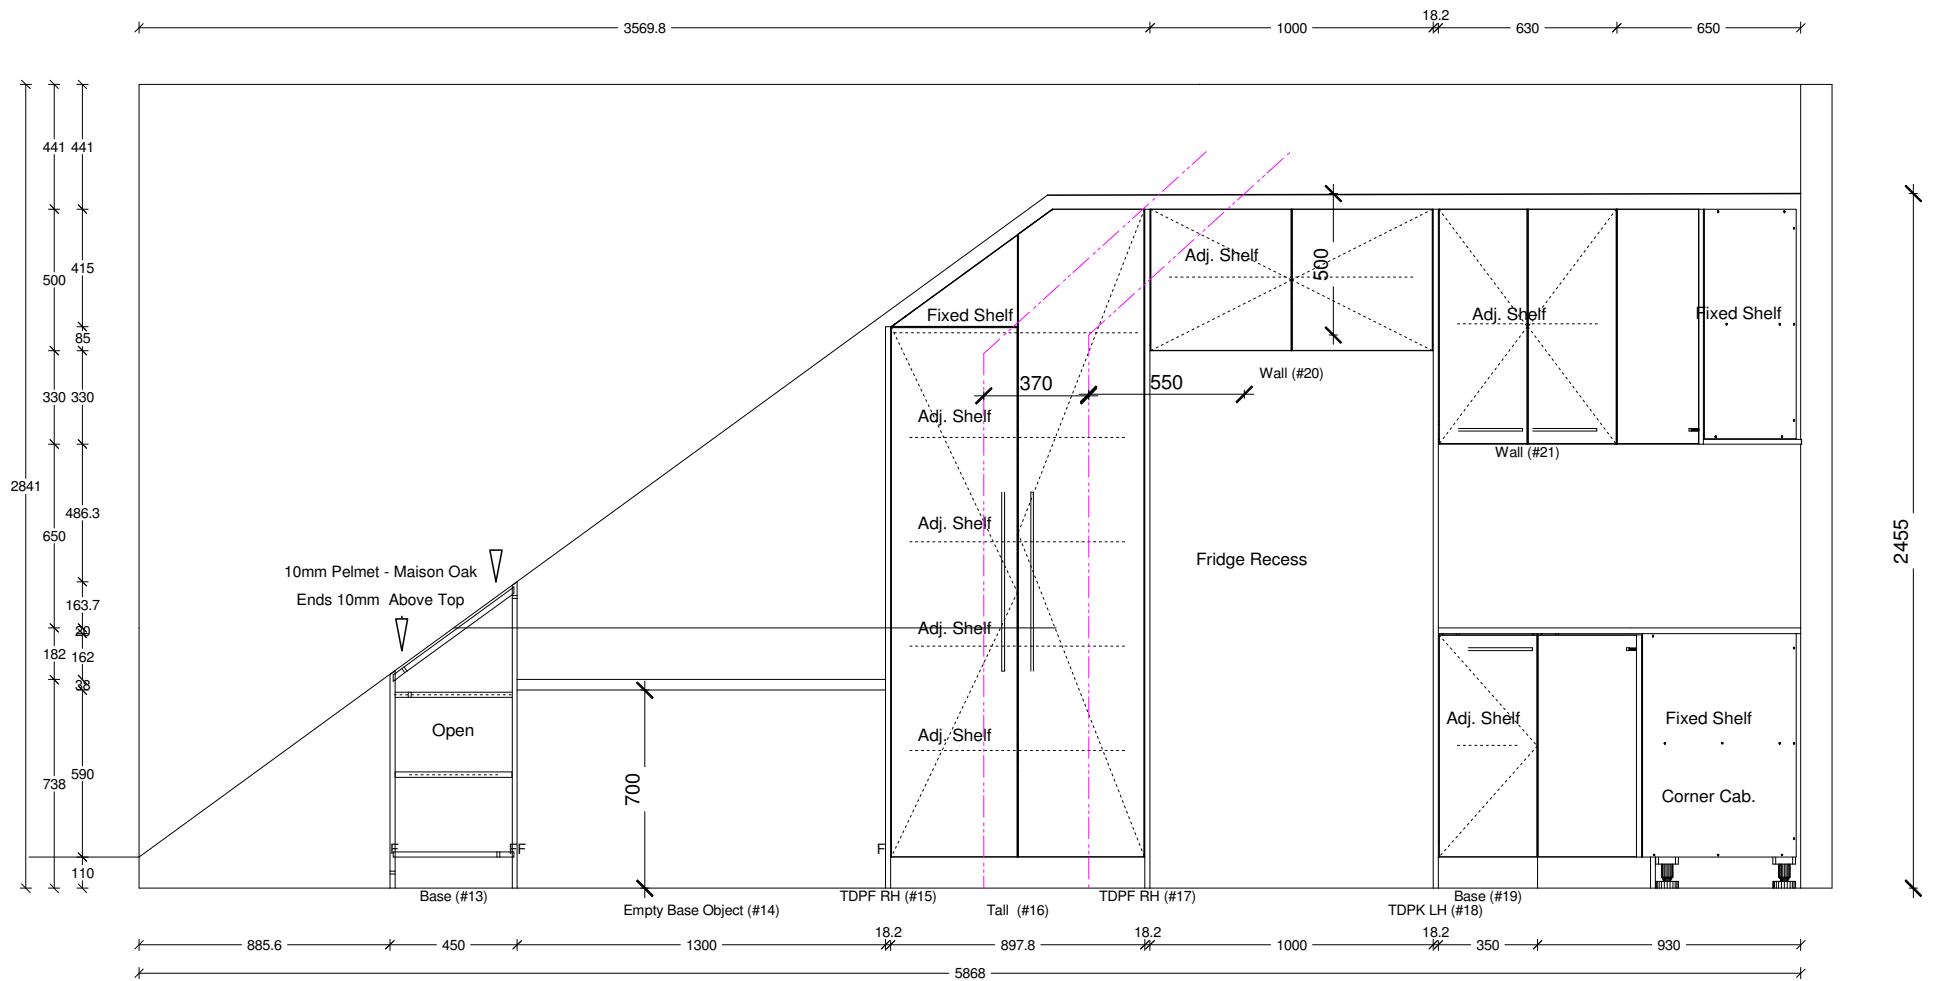 18.2
3569.8
1000
630
650
441
441
Adj. Shelf
500
415
500
Fixed Shelf
Adj. Shelf
Fixed Shelf
85
Wall (#20)
370
550
330
330
Adj. Shelf
Wall (#21)
2841
486.3
Adj. Shelf
650
2455
Fridge Recess
10mm Pelmet - Maison Oak
Ends 10mm Above Top
163.7
20
Adj. Shelf
182
162
38
Open
Adj. Shelf
Adj. Shelf
Fixed Shelf
738
590
700
Corner Cab.
F
FF
F
110
Base (#13)
TDPF RH (#15)
TDPF RH (#17)
Base (#19)
Empty Base Object (#14)
Tall (#16)
TDPK LH (#18)
18.2
18.2
18.2
885.6
450
1300
897.8
1000
350
930
5868